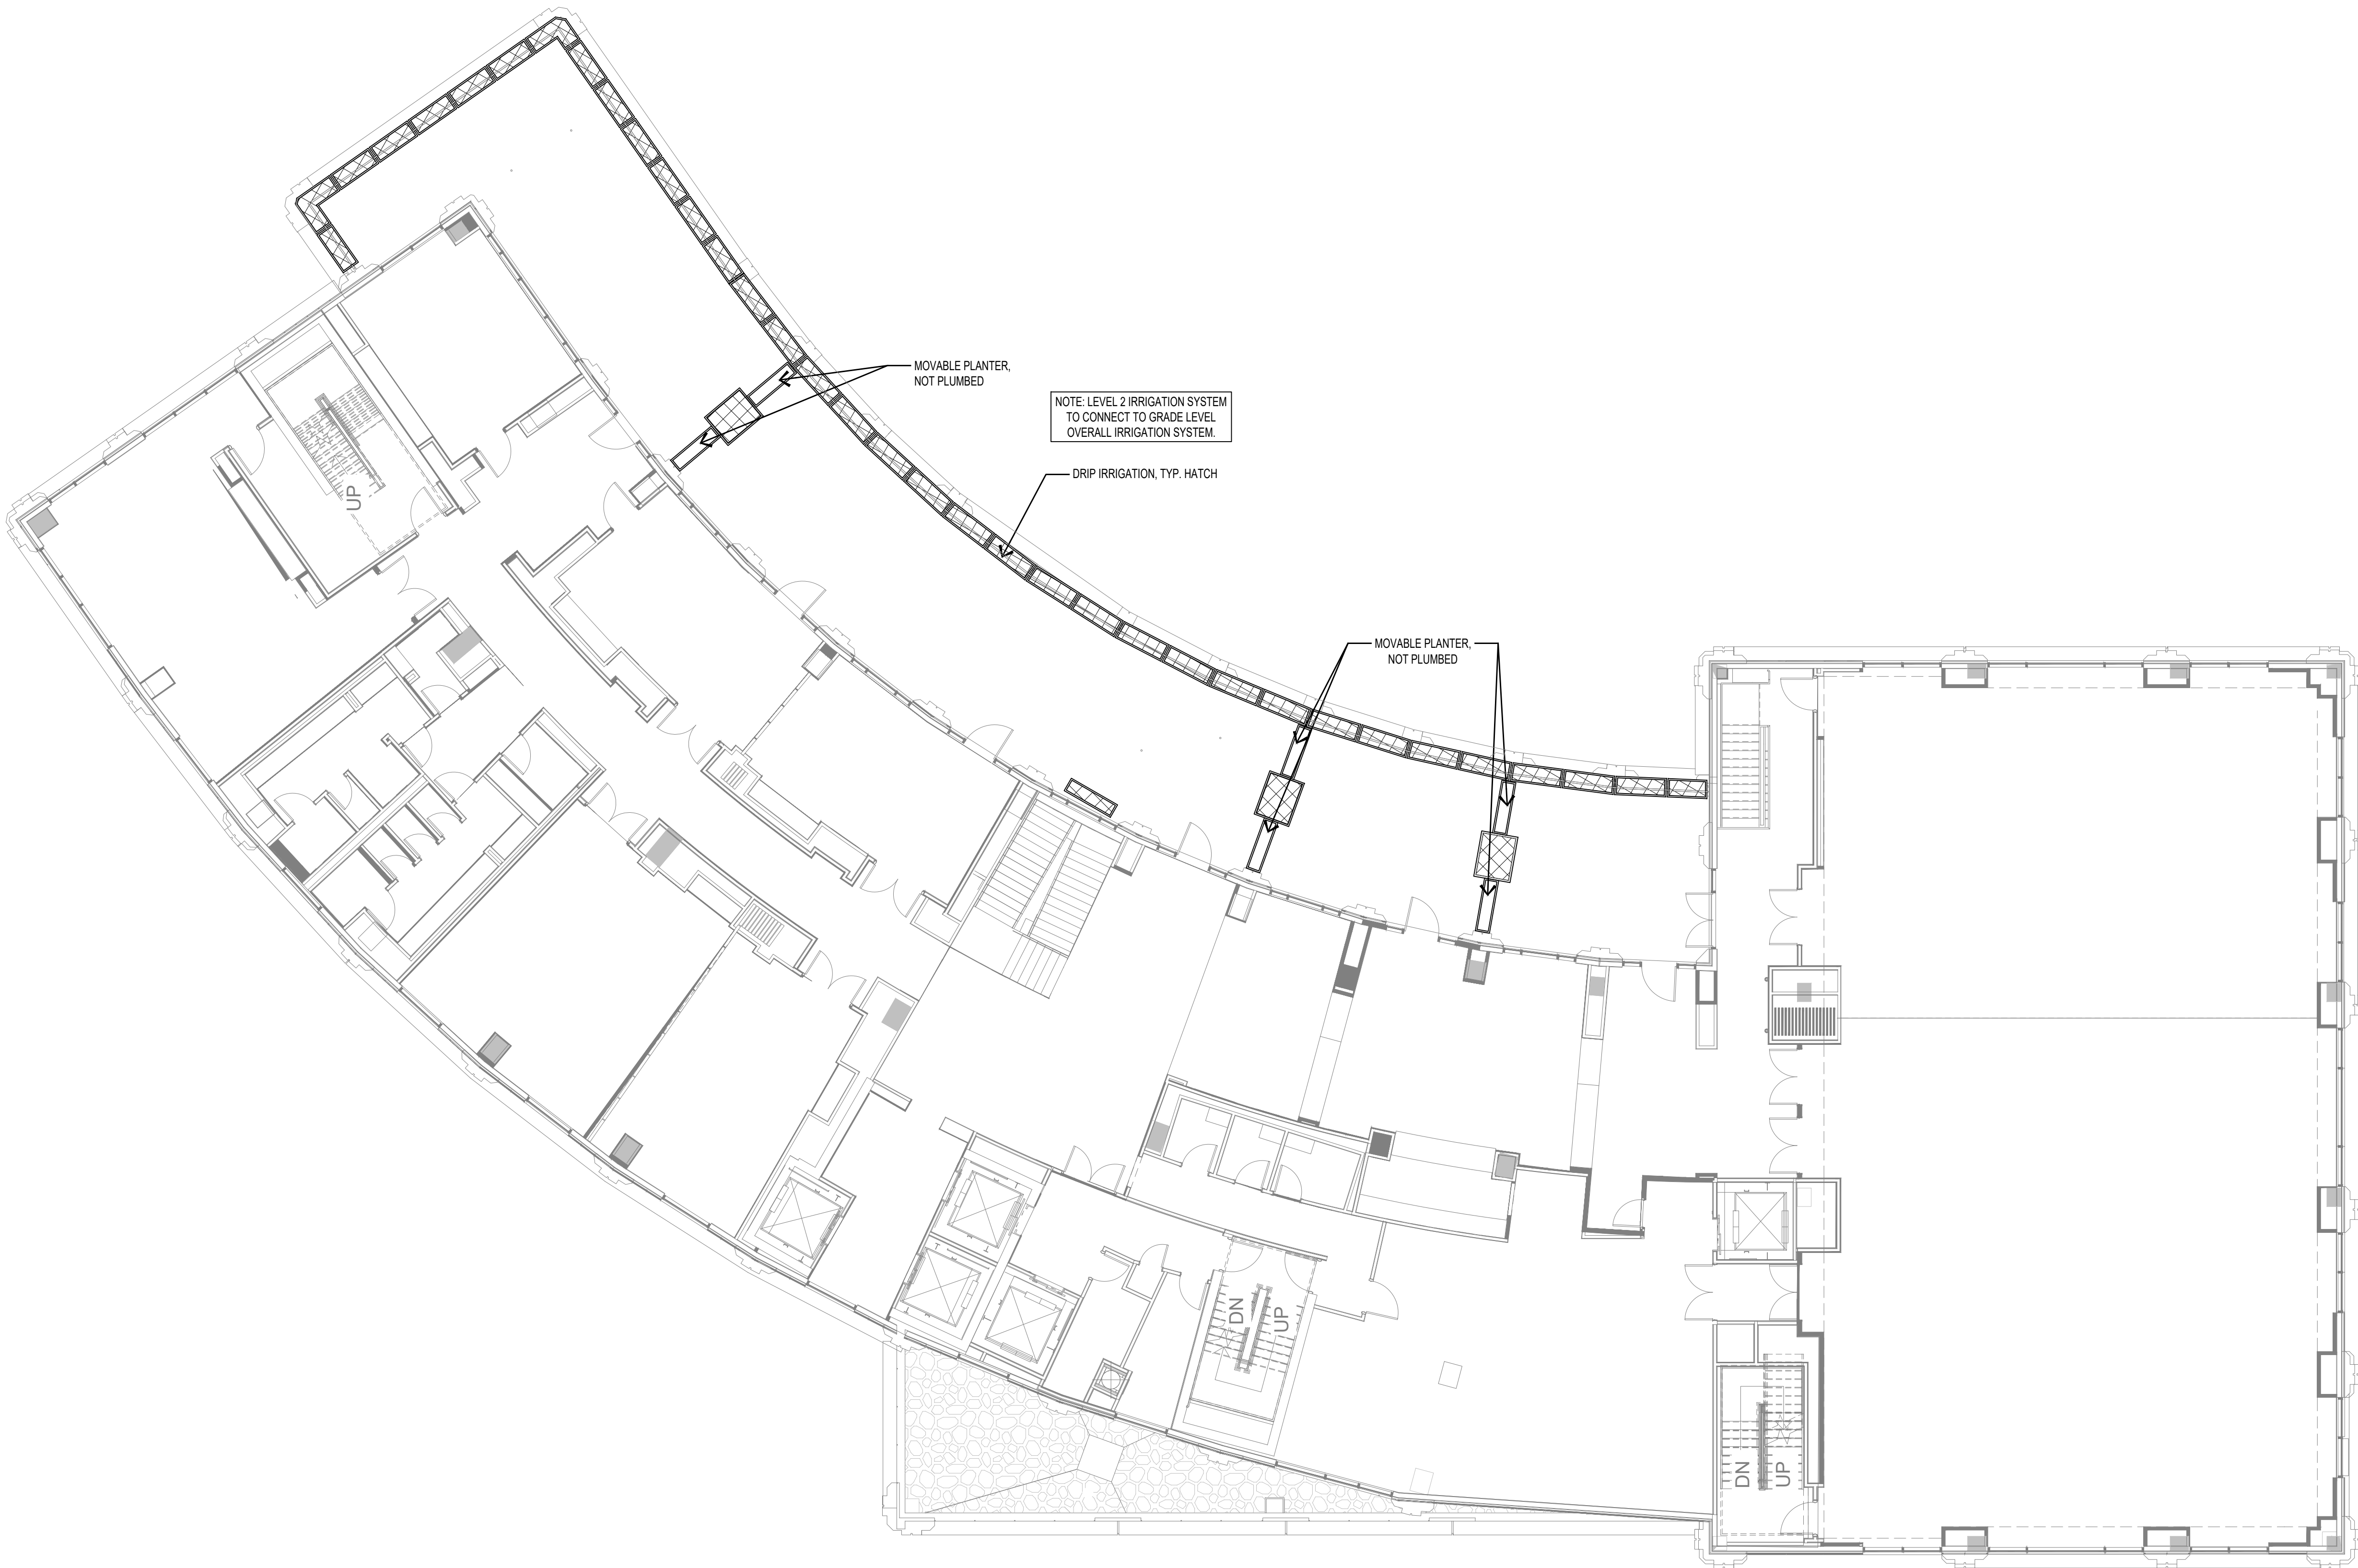 MOVABLE PLANTER,
NOT PLUMBED
NOTE: LEVEL 2 IRRIGATION SYSTEM
TO CONNECT TO GRADE LEVEL
OVERALL IRRIGATION SYSTEM.
DRIP IRRIGATION, TYP. HATCH
UP
MOVABLE PLANTER,
NOT PLUMBED
DN
UP
DN
UP